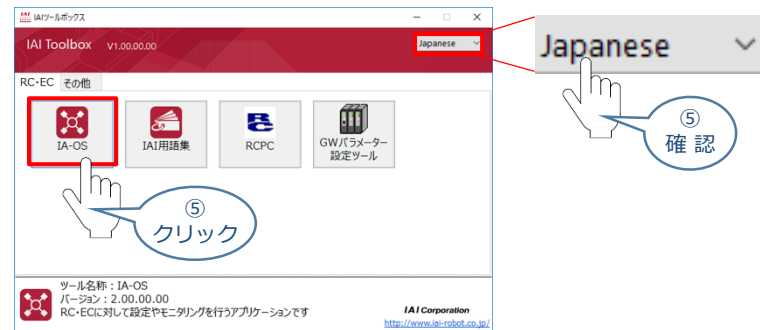 IAIツールボックス
IAI Toolbox V1.00.00.00
Japanese
Japanese
RC・EC その他
IA-OS
IAI用語集
RCPC
GWパラメーター
設定ツール
⑤
確 認
⑤
クリック
ツール名称：IA-OS
バージョン：2.00.00.00
RC・ECに対して設定やモニタリングを行うアプリケーションです
IAI Corporation
http://www.iai-robot.co.jp/